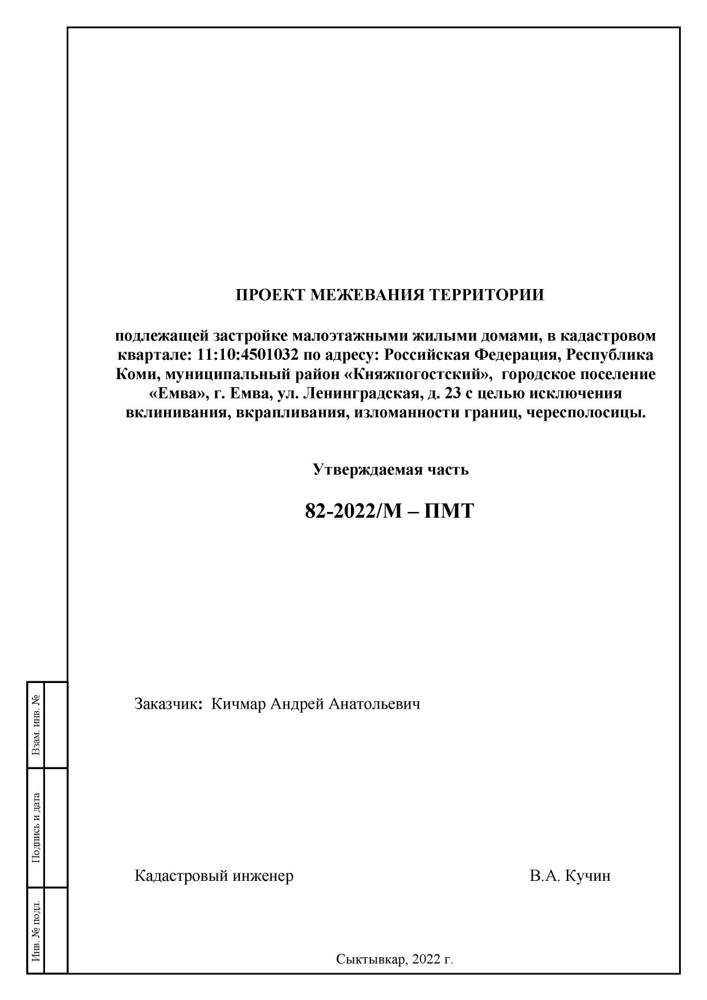 ПРОЕКТ МЕЖЕВАНИЯ ТЕРРИТОРИИ
подлежащей застройке малоэтажными жилыми домами, в кадастровом
квартале: 11:10:4501032 по адресу: Российская Федерация, Республика
Коми, муниципальный район «Княжпогостский», городское поселение
«Емва», г. Емва, ул. Ленинградская, д. 23 с целью исключения
вклинивания, вкрапливания, изломанности границ, чересполосицы.
Утверждаемая часть
82-2022/М – ПМТ
Заказчик: Кичмар Андрей Анатольевич
Кадастровый инженер В.А. Кучин
Сыктывкар, 2022 г.
Взам. инв. №
Подпись и дата
Инв. № подл.